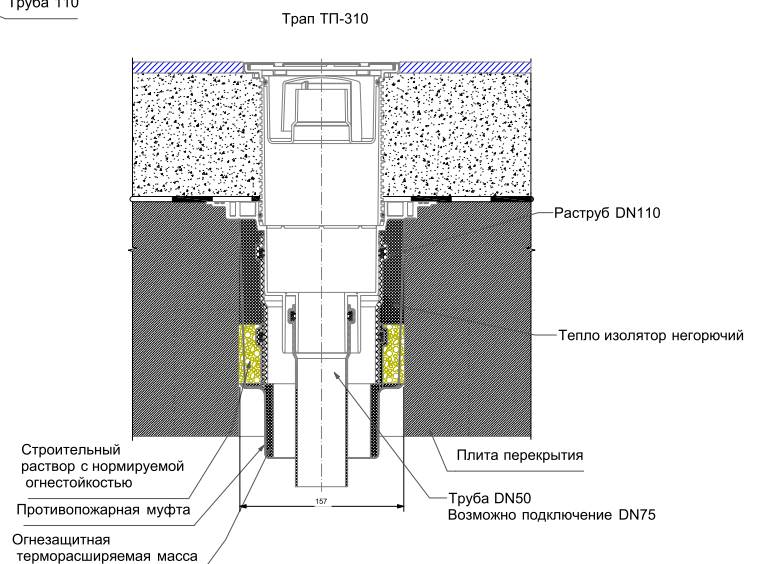 Труба 110
Трап ТП-310
Раструб DN110
Тепло изолятор негорючий
Строительный
раствор с нормируемой
огнестойкостью
Плита перекрытия
Противопожарная муфта
157
Труба DN50
Возможно подключение DN75
Огнезащитная
терморасширяемая масса